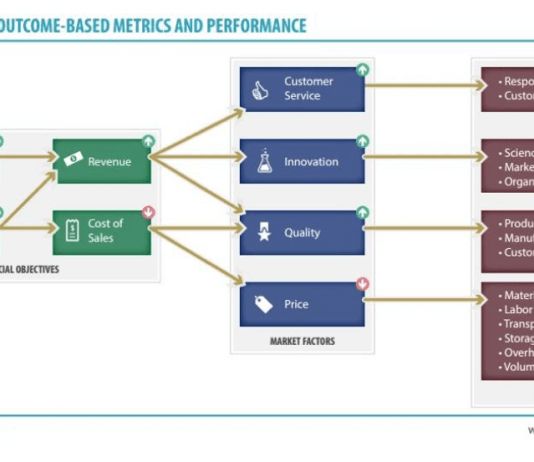 OUTCOME-BASED METRICS AND PERFORMANCE
Customer
Service
Innovation
Quality
Price
MARKET FACTORS
Revenue
Cost of
Sales
CIAL OBJECTIVES
• Respo
• Custo
• Scienc
• Marke
• Organ
• Produ
• Manuf
• Custo
• Materi
• Labor
• Transp
• Storag
• Overh
• Volum